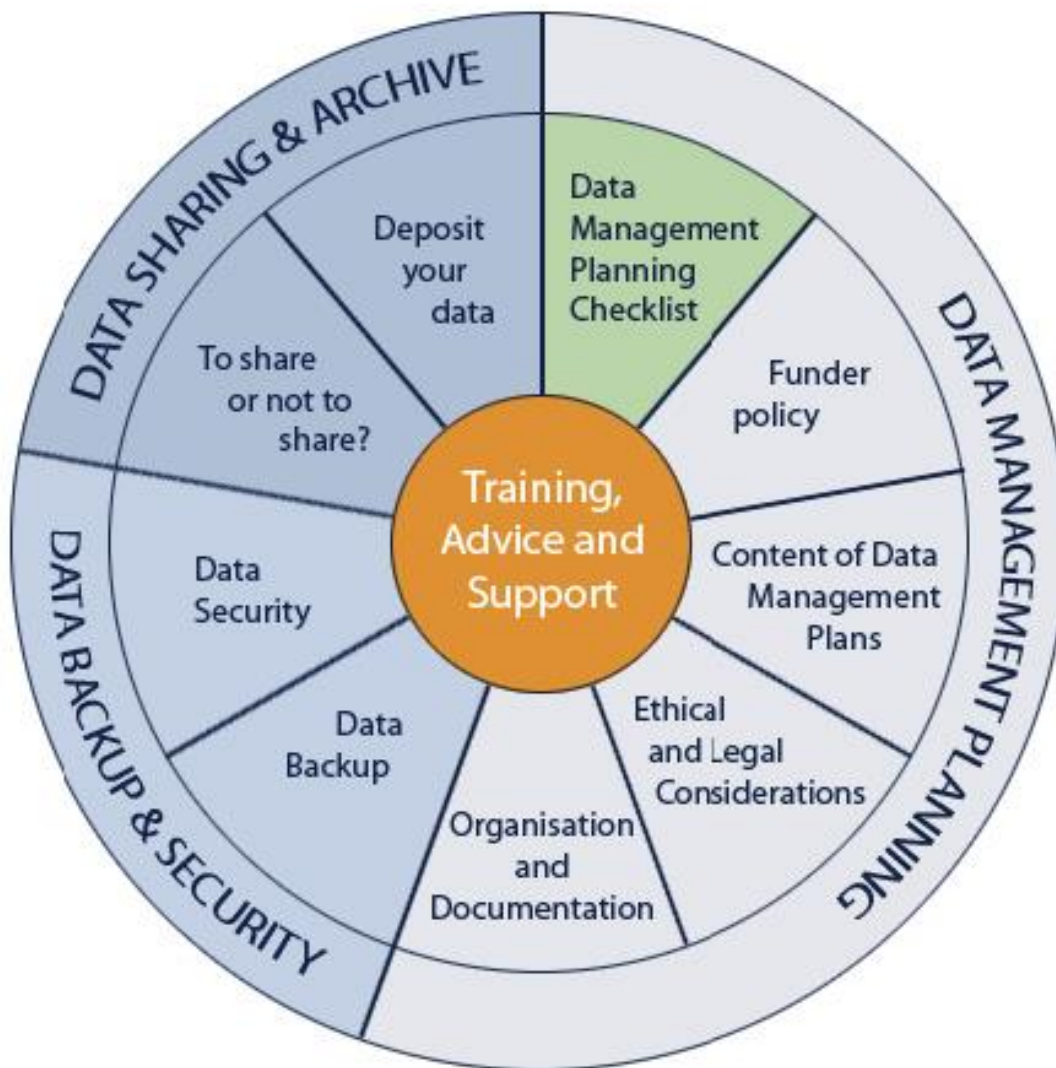 DATA SHARING & ARCHIVE
DATA MANAGEMENT PLANNING
DATA BACKUP & SECURITY
Data
Management
Planning
Checklist
Funder
policy
Content of Data
Management
Plans
Ethical
and Legal
Considerations
Organisation
and
Documentation
Data
Backup
Data
Security
To share
or not to
share?
Deposit
your
data
Training,
Advice and
Support